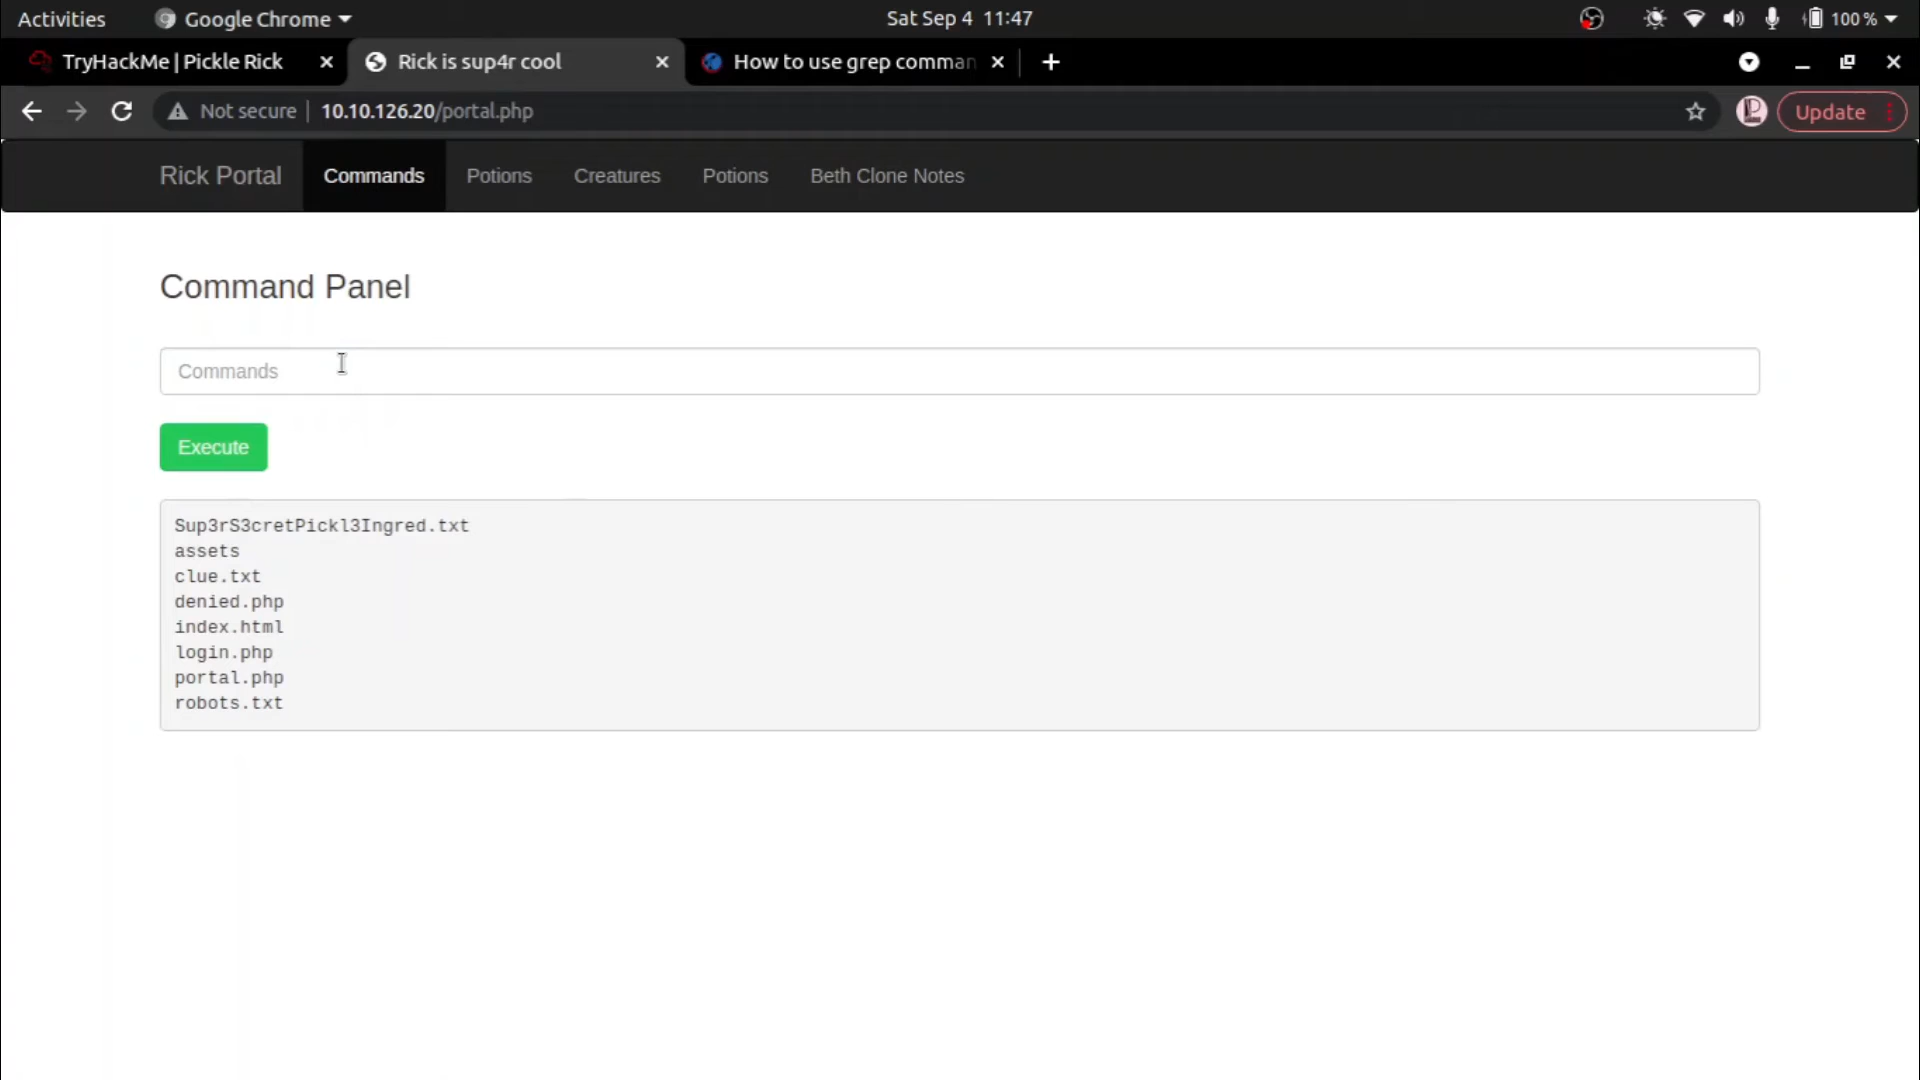 Activities Google Chrome Sat Sep 4 11:47 100 %
TryHackMe | Pickle Rick Rick is sup4r cool How to use grep comman
Not secure 10.10.126.20/portal.php Update
Rick Portal Commands Potions Creatures Potions Beth Clone Notes
Command Panel
Commands
Execute
Sup3rS3cretPickl3Ingred.txt
assets
clue.txt
denied.php
index.html
login.php
portal.php
robots.txt